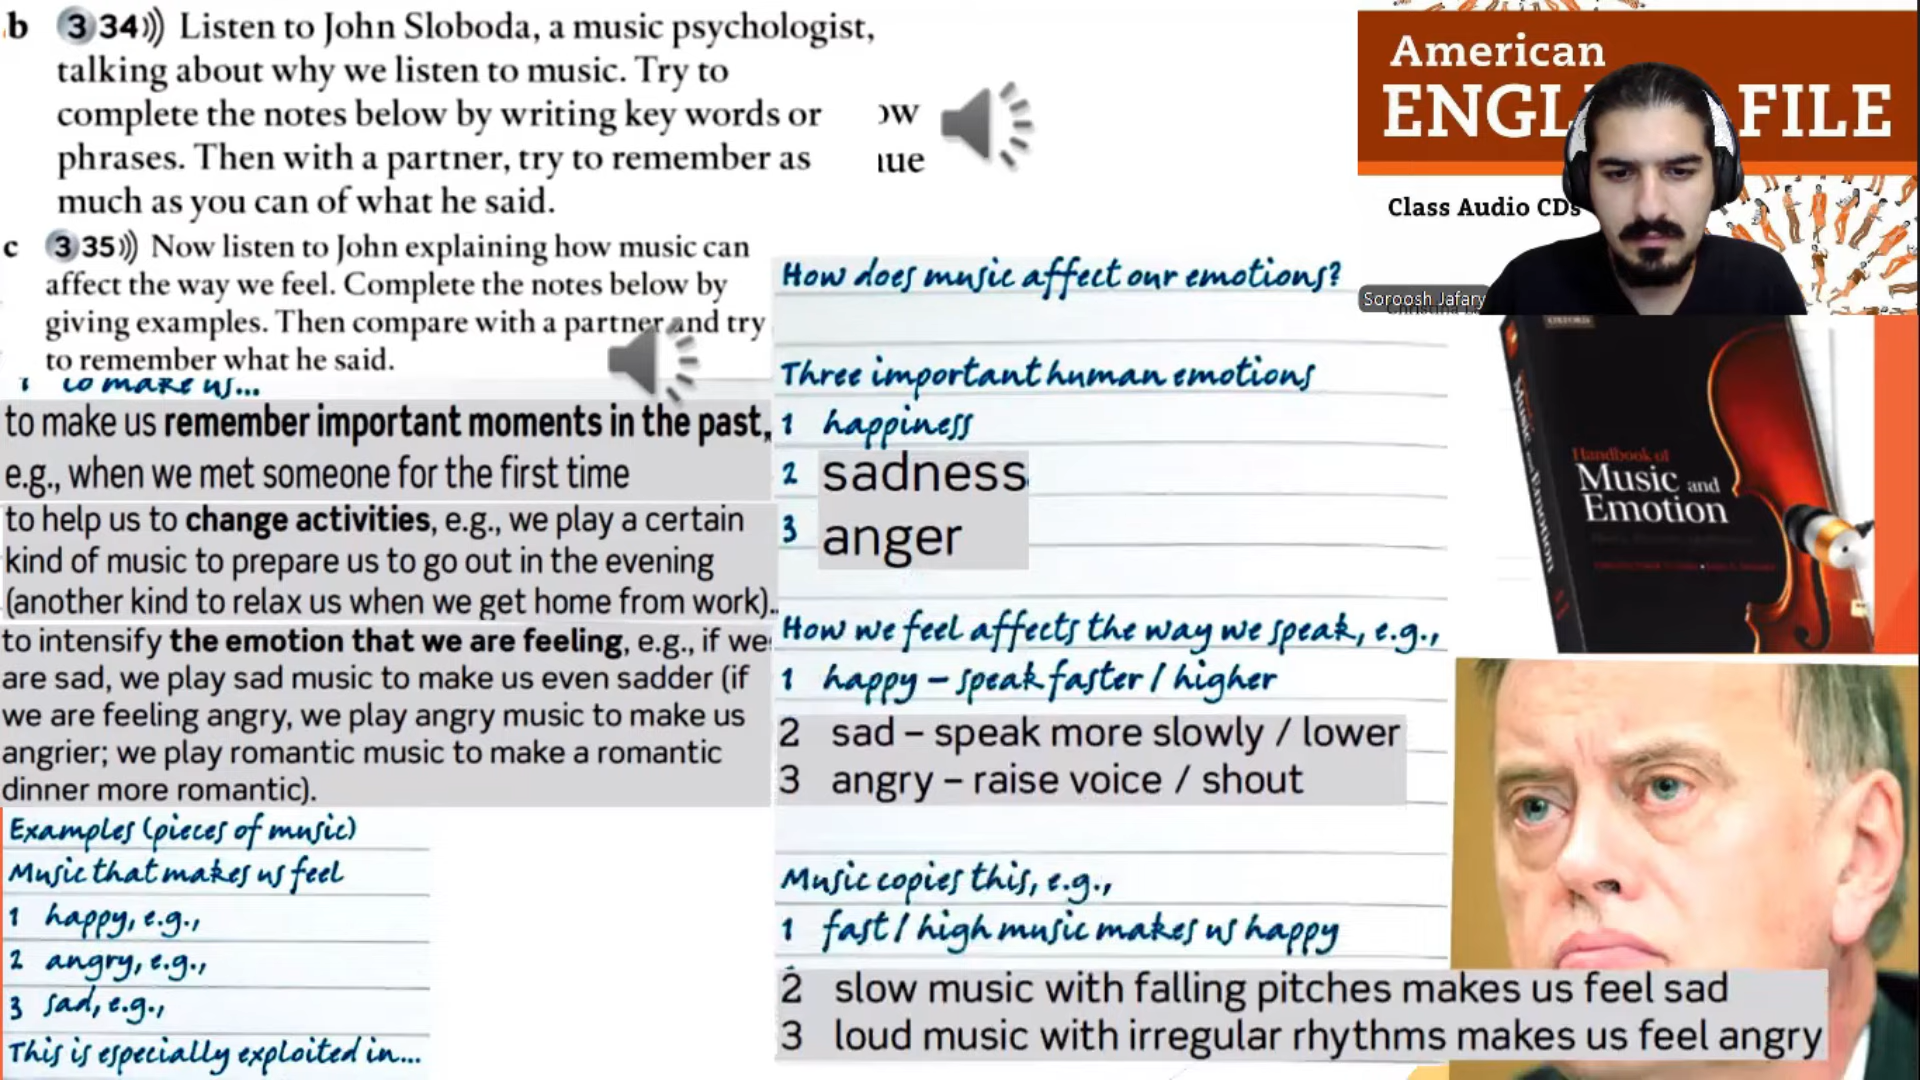 b 3 34 Listen to John Sloboda, a music psychologist,
talking about why we listen to music. Try to
complete the notes below by writing key words or
phrases. Then with a partner, try to remember as
much as you can of what he said.
c 3 35 Now listen to John explaining how music can
affect the way we feel. Complete the notes below by
giving examples. Then compare with a partner and try
to remember what he said.
1 to make us...
to make us remember important moments in the past,
e.g., when we met someone for the first time
to help us to change activities, e.g., we play a certain
kind of music to prepare us to go out in the evening
(another kind to relax us when we get home from work).
to intensify the emotion that we are feeling, e.g., if we
are sad, we play sad music to make us even sadder (if
we are feeling angry, we play angry music to make us
angrier; we play romantic music to make a romantic
dinner more romantic).
Examples (pieces of music)
Music that makes us feel
1 happy, e.g.,
2 angry, e.g.,
3 sad, e.g.,
This is especially exploited in...
ow
ue
How does music affect our emotions?
Three important human emotions
1 happiness
2 sadness
3 anger
How we feel affects the way we speak, e.g.,
1 happy – speak faster / higher
2 sad – speak more slowly / lower
3 angry – raise voice / shout
Music copies this, e.g.,
1 fast / high music makes us happy
2 slow music with falling pitches makes us feel sad
3 loud music with irregular rhythms makes us feel angry
American
ENGL FILE
Class Audio CDs
Soroosh Jafary
OXFORD
Handbook of
Music and
Emotion
Music and Emotion